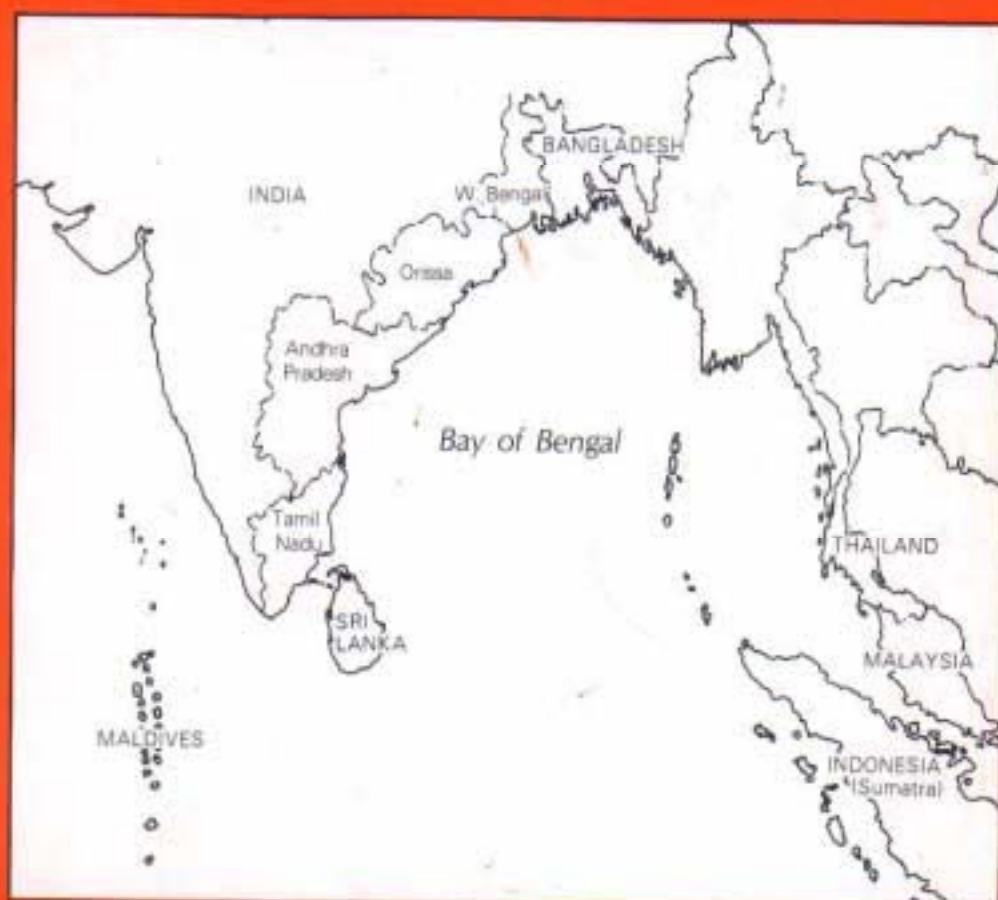 BANGLADESH
INDIA
W. Bengal
Orissa
Andhra
Pradesh
Bay of Bengal
Tamil
Nadu
THAILAND
SRI
LANKA
MALAYSIA
MALDIVES
INDONESIA
(Sumatra)